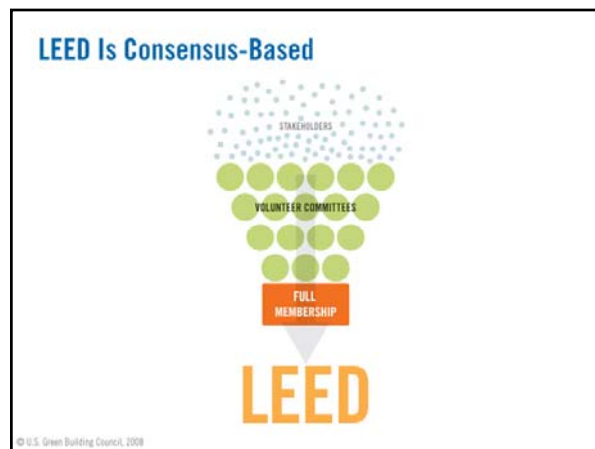 LEED Is Consensus-Based
STAKEHOLDERS
VOLUNTEER COMMITTEES
FULL
MEMBERSHIP
LEED
© U.S. Green Building Council, 2008